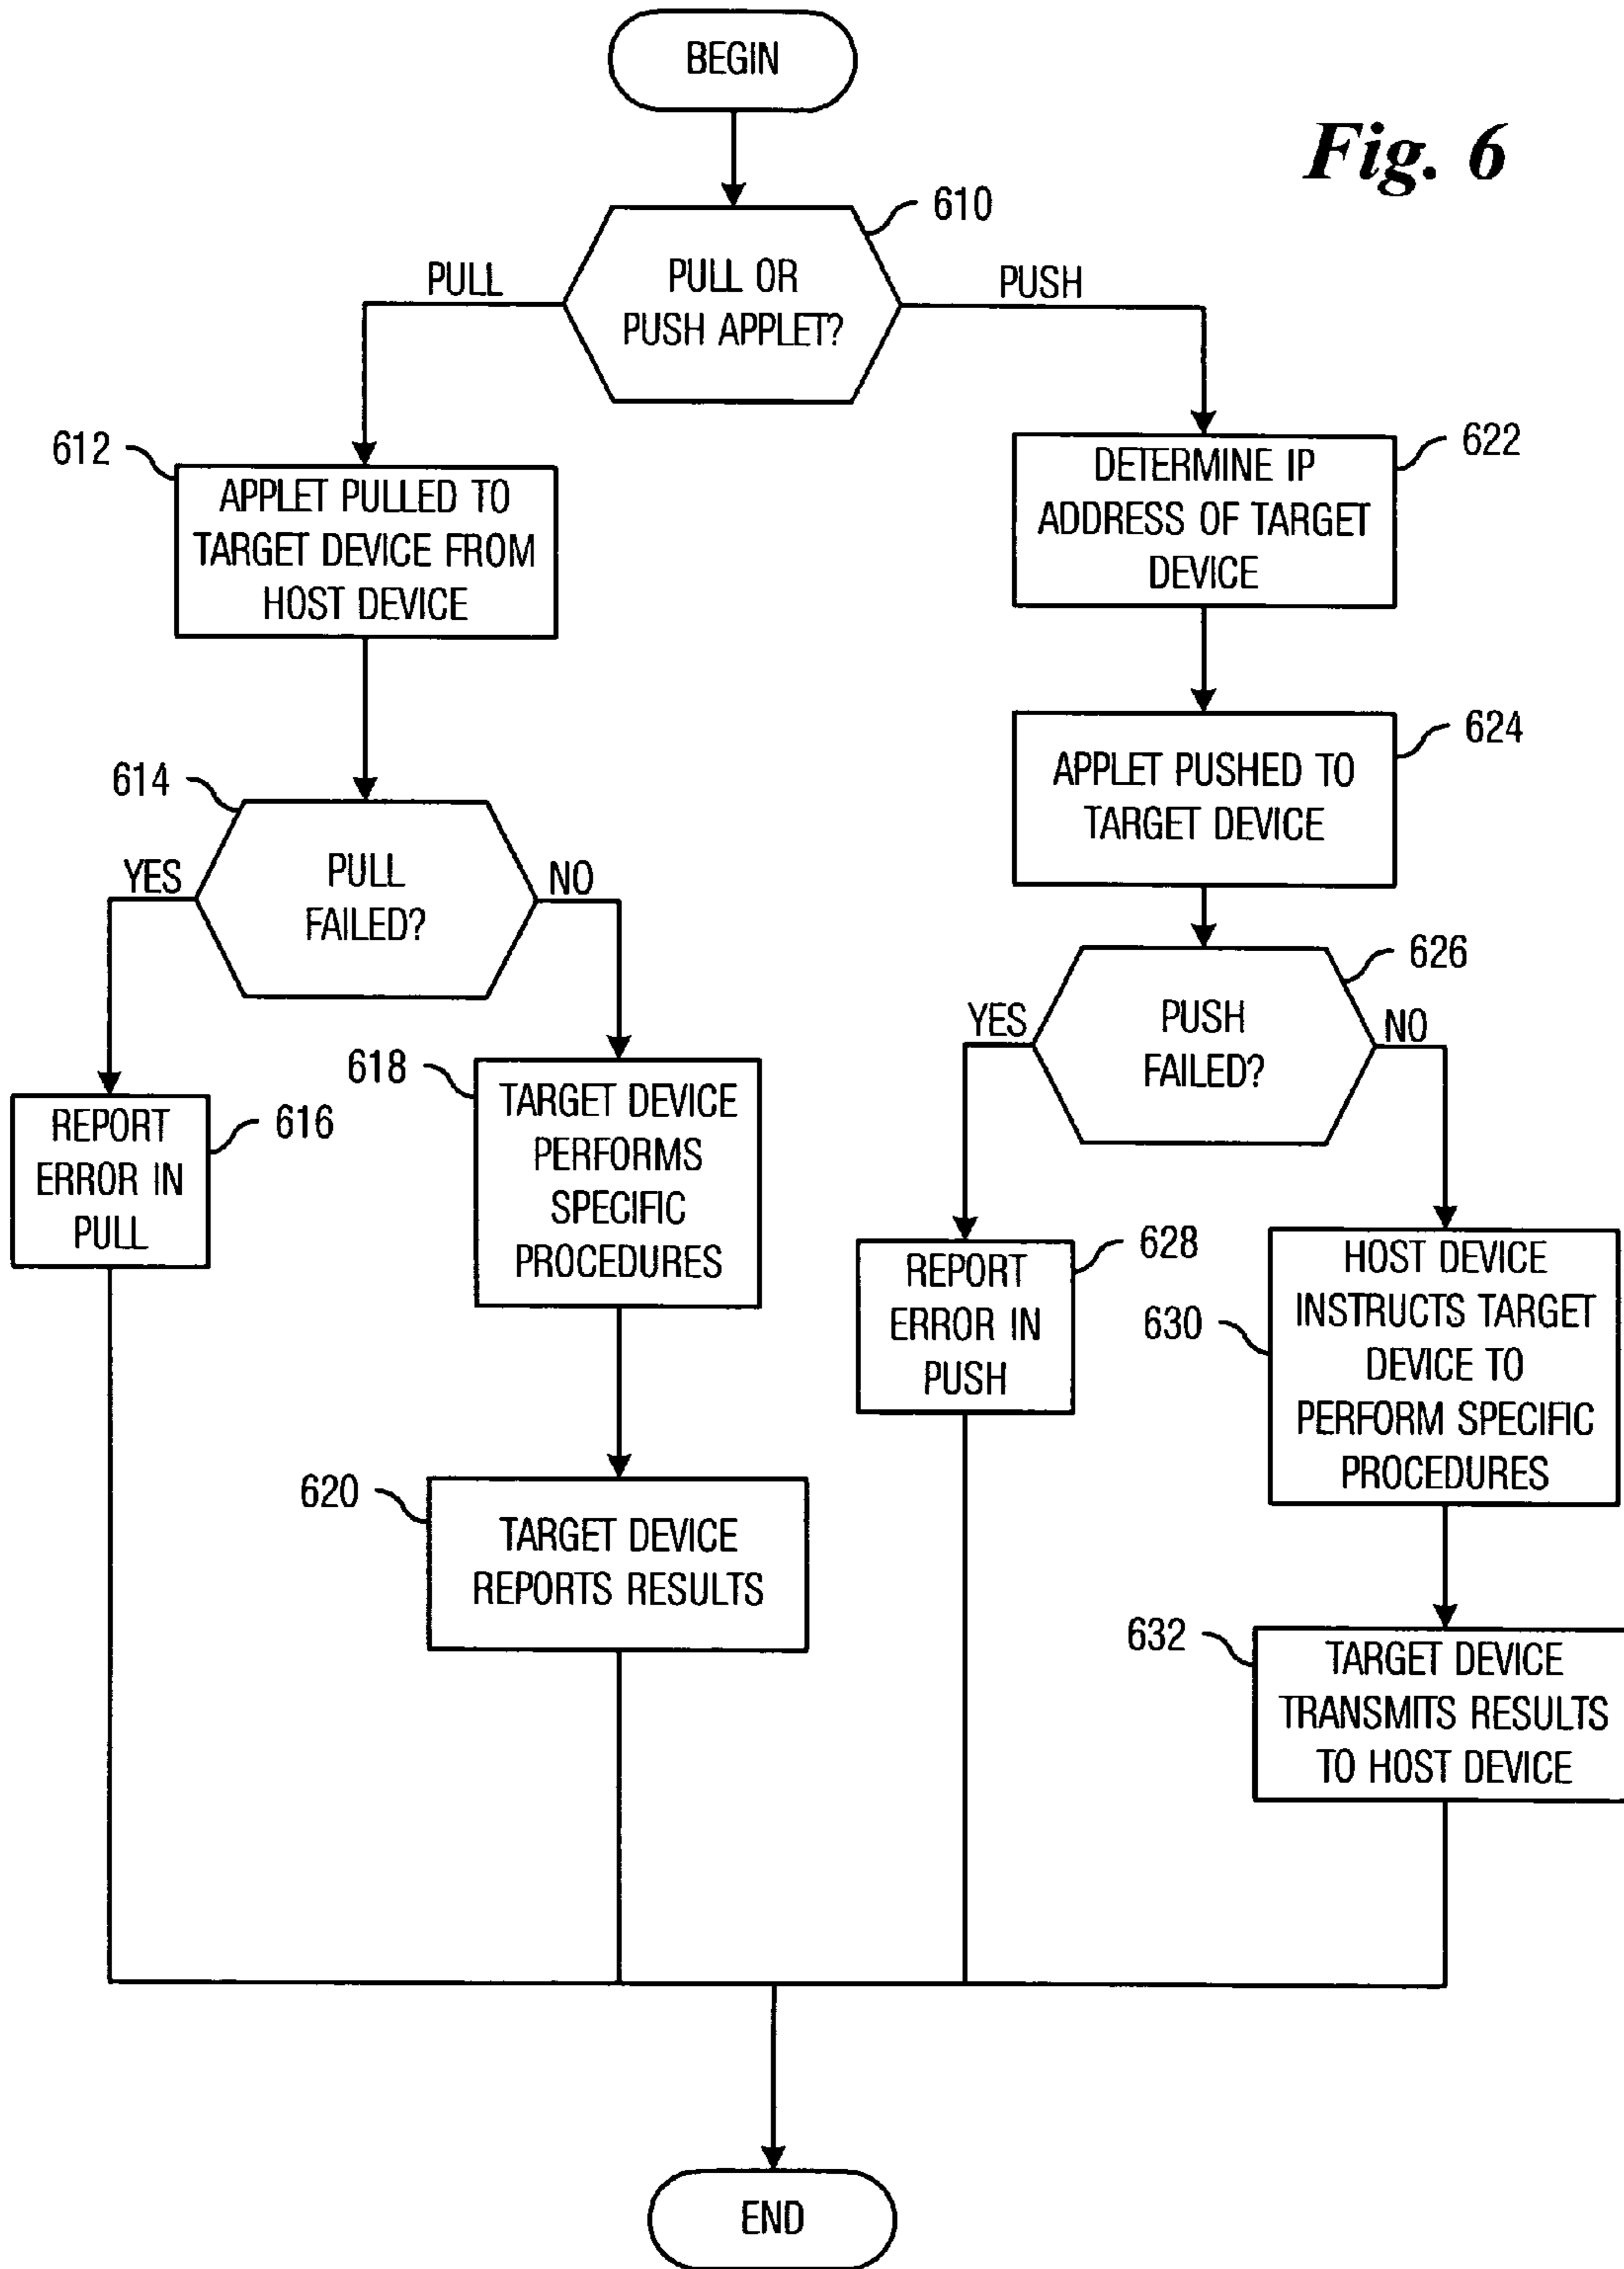 BEGIN
Fig. 6
610
PULL OR
PUSH APPLET?
PULL
PUSH
612
APPLET PULLED TO
TARGET DEVICE FROM
HOST DEVICE
622
DETERMINE IP
ADDRESS OF TARGET
DEVICE
624
APPLET PUSHED TO
TARGET DEVICE
614
PULL
FAILED?
YES
NO
626
PUSH
FAILED?
YES
NO
616
REPORT
ERROR IN
PULL
618
TARGET DEVICE
PERFORMS
SPECIFIC
PROCEDURES
628
REPORT
ERROR IN
PUSH
630
HOST DEVICE
INSTRUCTS TARGET
DEVICE TO
PERFORM SPECIFIC
PROCEDURES
620
TARGET DEVICE
REPORTS RESULTS
632
TARGET DEVICE
TRANSMITS RESULTS
TO HOST DEVICE
END